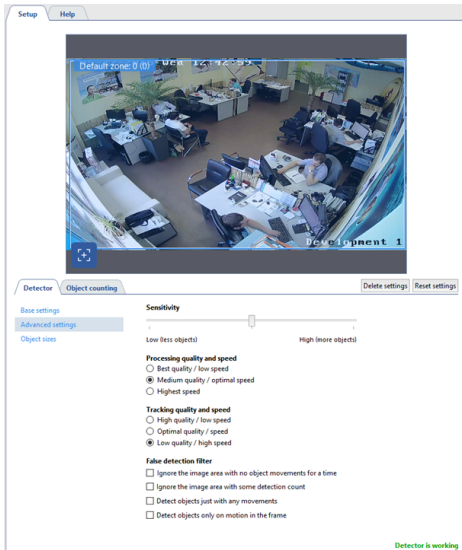 Setup
Help
Default zone: 0 (0)
Wed 12:42:55
Development 1
Detector
Object counting
Delete settings
Reset settings
Base settings
Advanced settings
Object sizes
Sensitivity
Low (less objects)
High (more objects)
Processing quality and speed
Best quality / low speed
Medium quality / optimal speed
Highest speed
Tracking quality and speed
High quality / low speed
Optimal quality / speed
Low quality / high speed
False detection filter
Ignore the image area with no object movements for a time
Ignore the image area with some detection count
Detect objects just with any movements
Detect objects only on motion in the frame
Detector is working